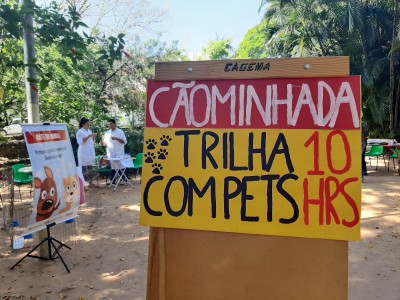 CAGEMA
CÃOMINHADA
TRILHA 10
COM PETS HRS